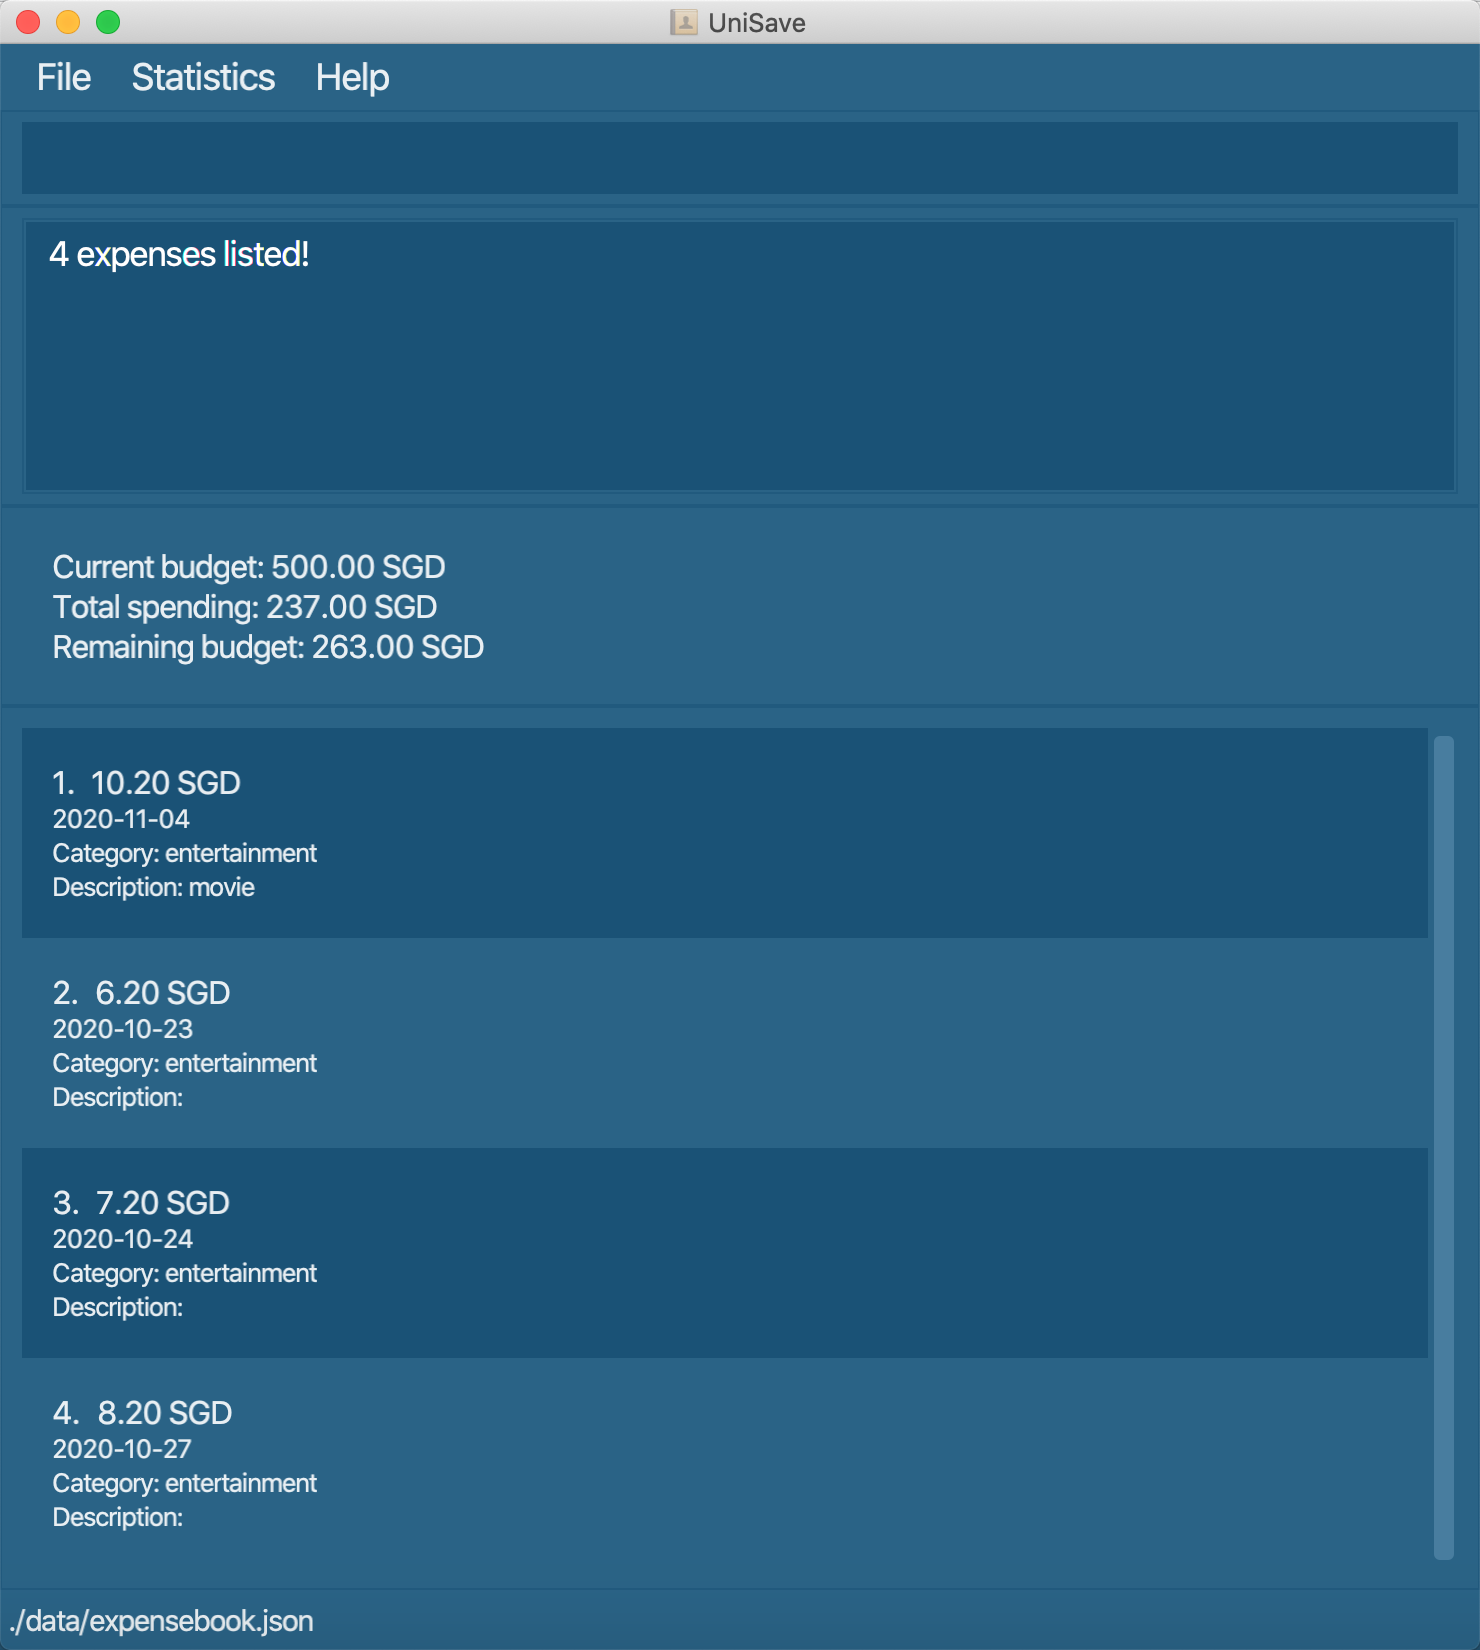 UniSave
File Statistics Help
4 expenses listed!
Current budget: 500.00 SGD
Total spending: 237.00 SGD
Remaining budget: 263.00 SGD
1. 10.20 SGD
2020-11-04
Category: entertainment
Description: movie
2. 6.20 SGD
2020-10-23
Category: entertainment
Description:
3. 7.20 SGD
2020-10-24
Category: entertainment
Description:
4. 8.20 SGD
2020-10-27
Category: entertainment
Description:
./data/expensebook.json